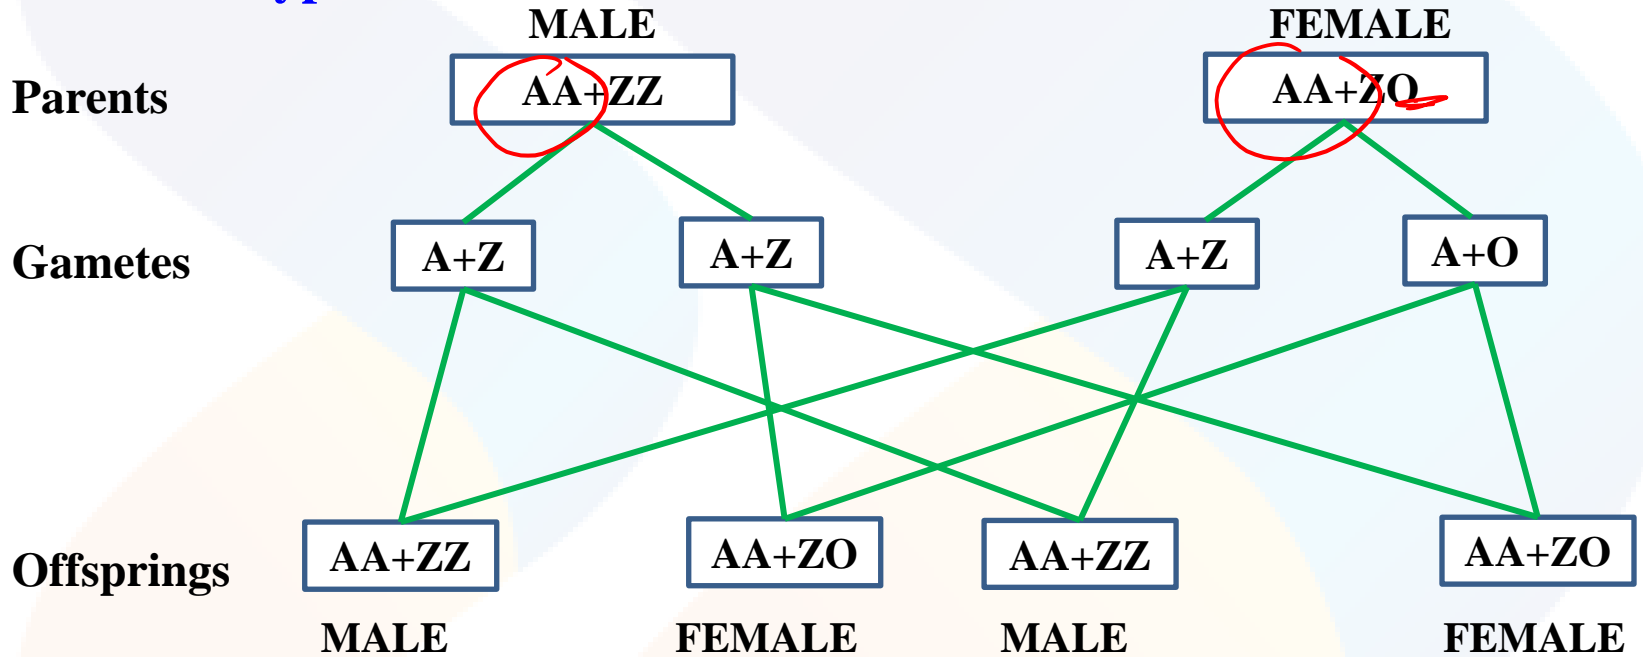 MALE FEMALE
Parents AA+ZZ AA+ZO
Gametes A+Z A+Z A+Z A+O
Offsprings AA+ZZ AA+ZO AA+ZZ AA+ZO
MALE FEMALE MALE FEMALE